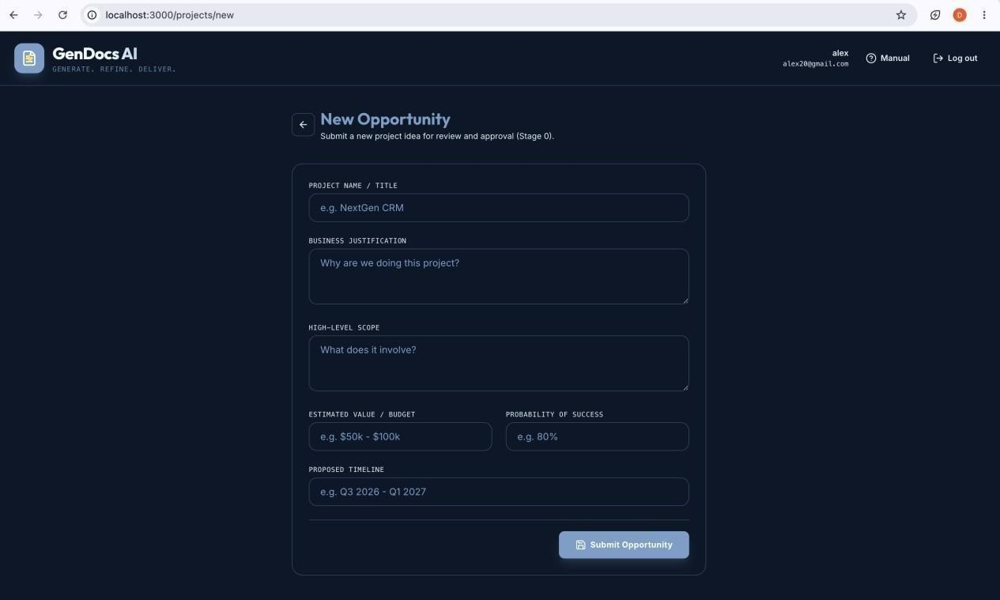 localhost:3000/projects/new
D
GenDocs AI
GENERATE. REFINE. DELIVER.
alex
alex20@gmail.com
Manual
Log out
New Opportunity
Submit a new project idea for review and approval (Stage 0).
PROJECT NAME / TITLE
e.g. NextGen CRM
BUSINESS JUSTIFICATION
Why are we doing this project?
HIGH-LEVEL SCOPE
What does it involve?
ESTIMATED VALUE / BUDGET
e.g. $50k - $100k
PROBABILITY OF SUCCESS
e.g. 80%
PROPOSED TIMELINE
e.g. Q3 2026 - Q1 2027
Submit Opportunity